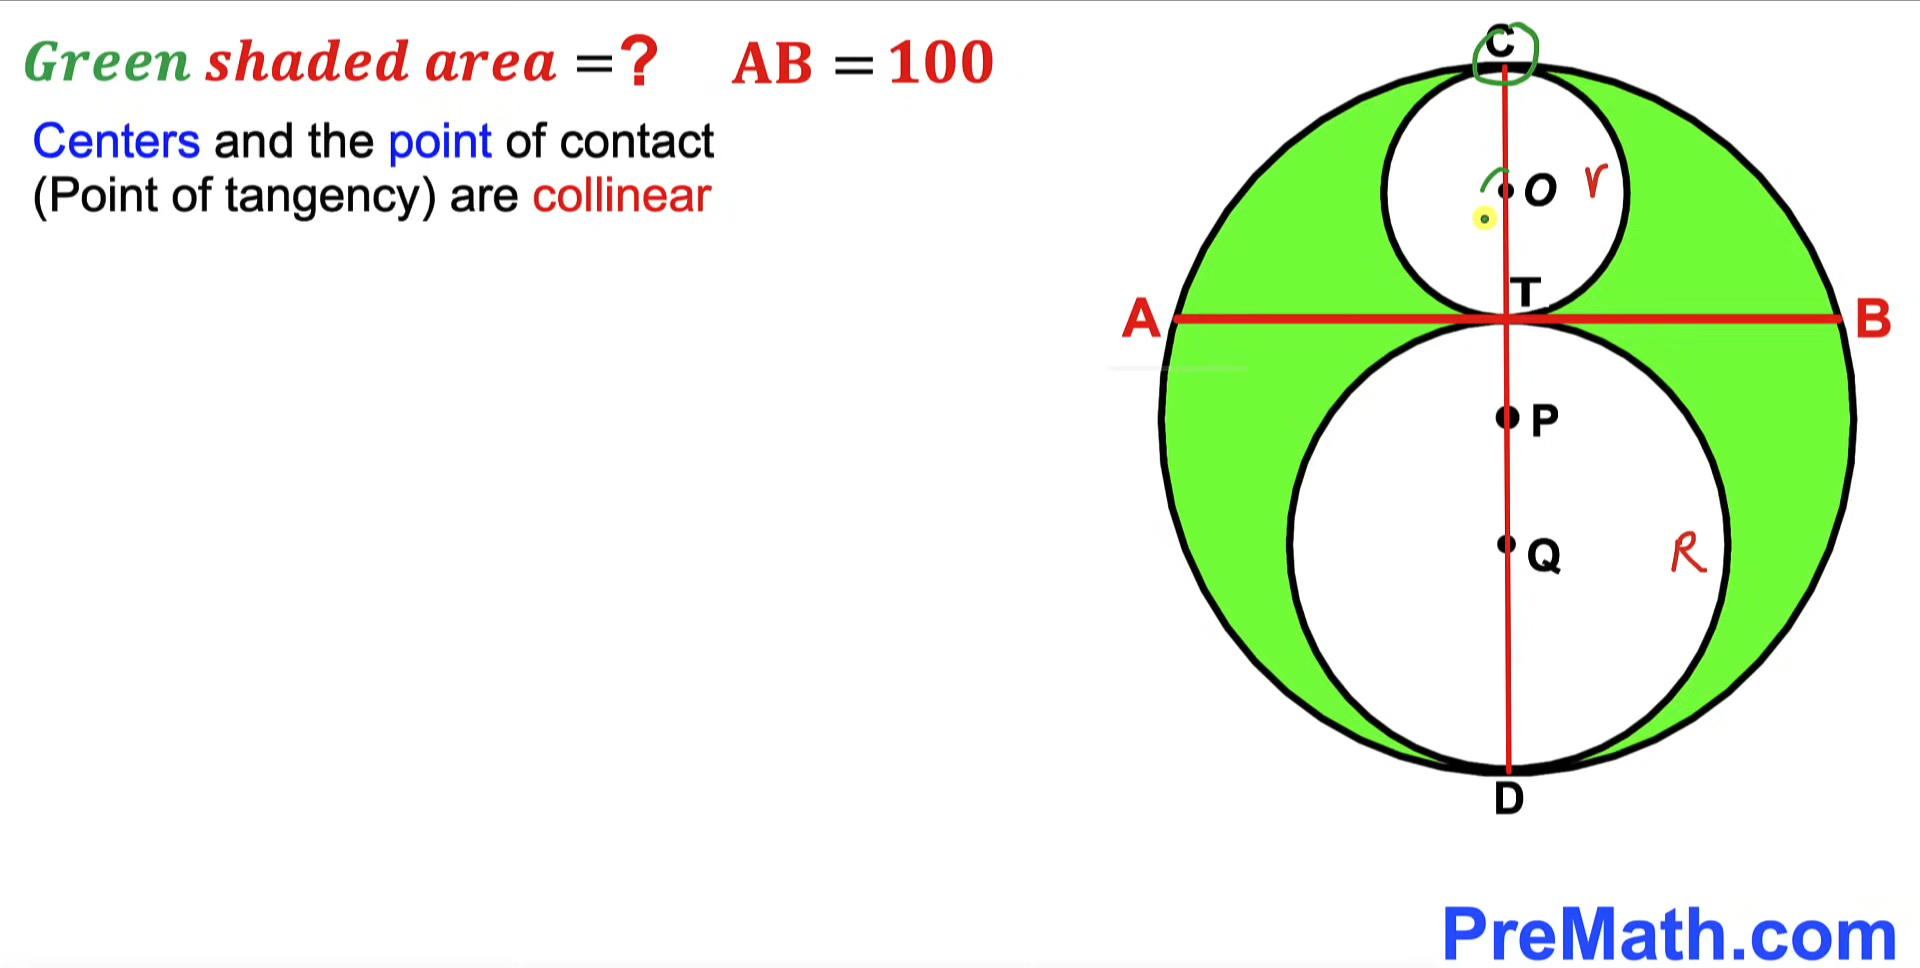 Green shaded area = ? AB = 100
Centers and the point of contact
(Point of tangency) are collinear
C
O r
T
A B
P
Q R
D
PreMath.com